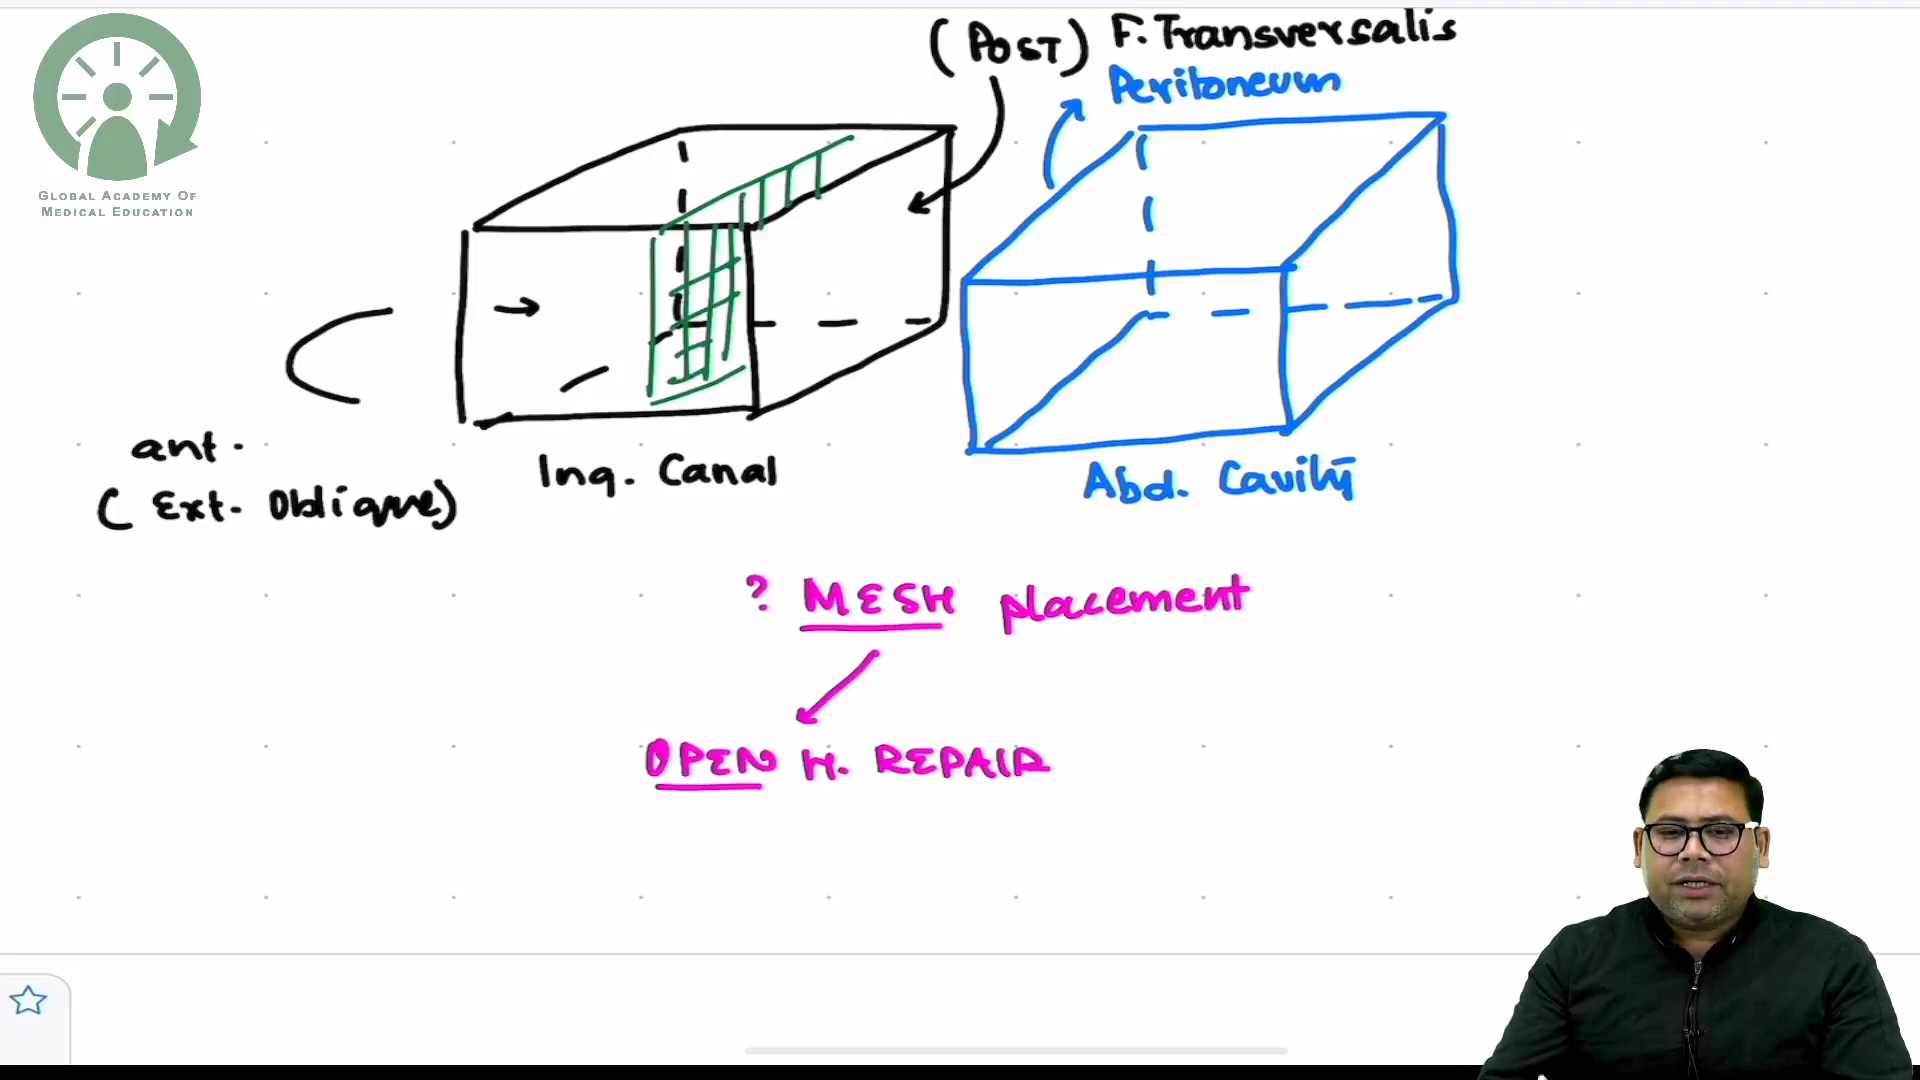 GLOBAL ACADEMY OF
MEDICAL EDUCATION
(POST) F. Transversalis
Peritoneum
ant.
(Ext. Oblique)
Inq. Canal
Abd. Cavity
? MESH placement
OPEN H. REPAIR